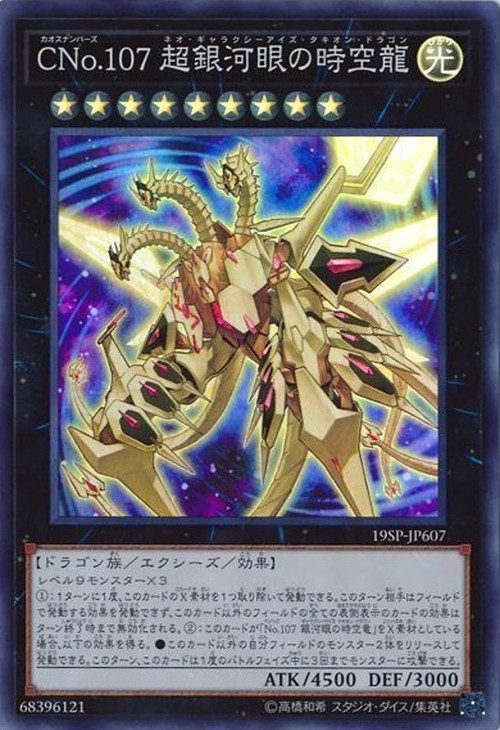 カオスナンバーズ ネオ・ギャラクシーアイズ・タキオン・ドラゴン
CNo.107 超銀河眼の時空龍
ひかり
光
19SP-JP607
【ドラゴン族/エクシーズ/効果】
レベル9モンスター×3
①:1ターンに1度、このカードのX素材を1つ取り除いて発動できる。このターン相手はフィールド
で発動する効果を発動できず、このカード以外のフィールドの全ての表側表示のカードの効果は
ターン終了時まで無効化される。②:このカードが「No.107 銀河眼の時空竜」をX素材としている
場合、以下の効果を得る。●このカード以外の自分フィールドのモンスター2体をリリースして
発動できる。このターン、このカードは1度のバトルフェイズ中に3回までモンスターに攻撃できる。
ATK/4500 DEF/3000
68396121 ©高橋和希 スタジオ・ダイス/集英社